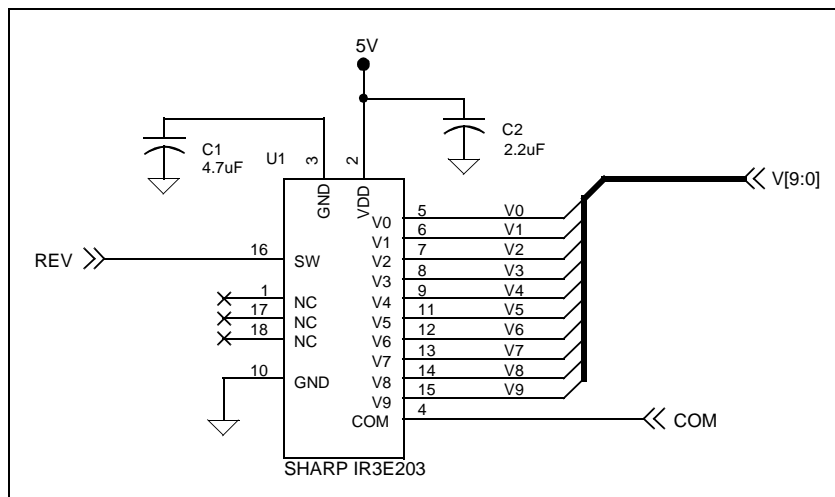 5V
C1
4.7uF
C2
2.2uF
U1
3
2
GND
VDD
V[9:0]
REV
16
SW
1
NC
17
NC
18
NC
10
GND
V0
5
V0
V1
6
V1
V2
7
V2
V3
8
V3
V4
9
V4
V5
11
V5
V6
12
V6
V7
13
V7
V8
14
V8
V9
15
V9
COM
4
COM
SHARP IR3E203